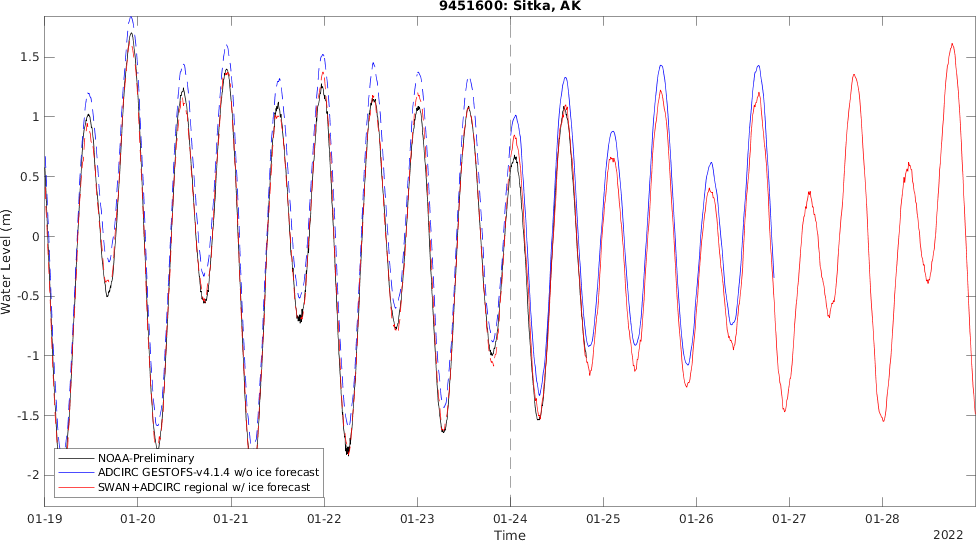 9451600: Sitka, AK
Water Level (m)
1.5
1
0.5
0
-0.5
-1
-1.5
-2
NOAA-Preliminary
ADCIRC GESTOFS-v4.1.4 w/o ice forecast
SWAN+ADCIRC regional w/ ice forecast
01-19 01-20 01-21 01-22 01-23 01-24 01-25 01-26 01-27 01-28
Time
2022